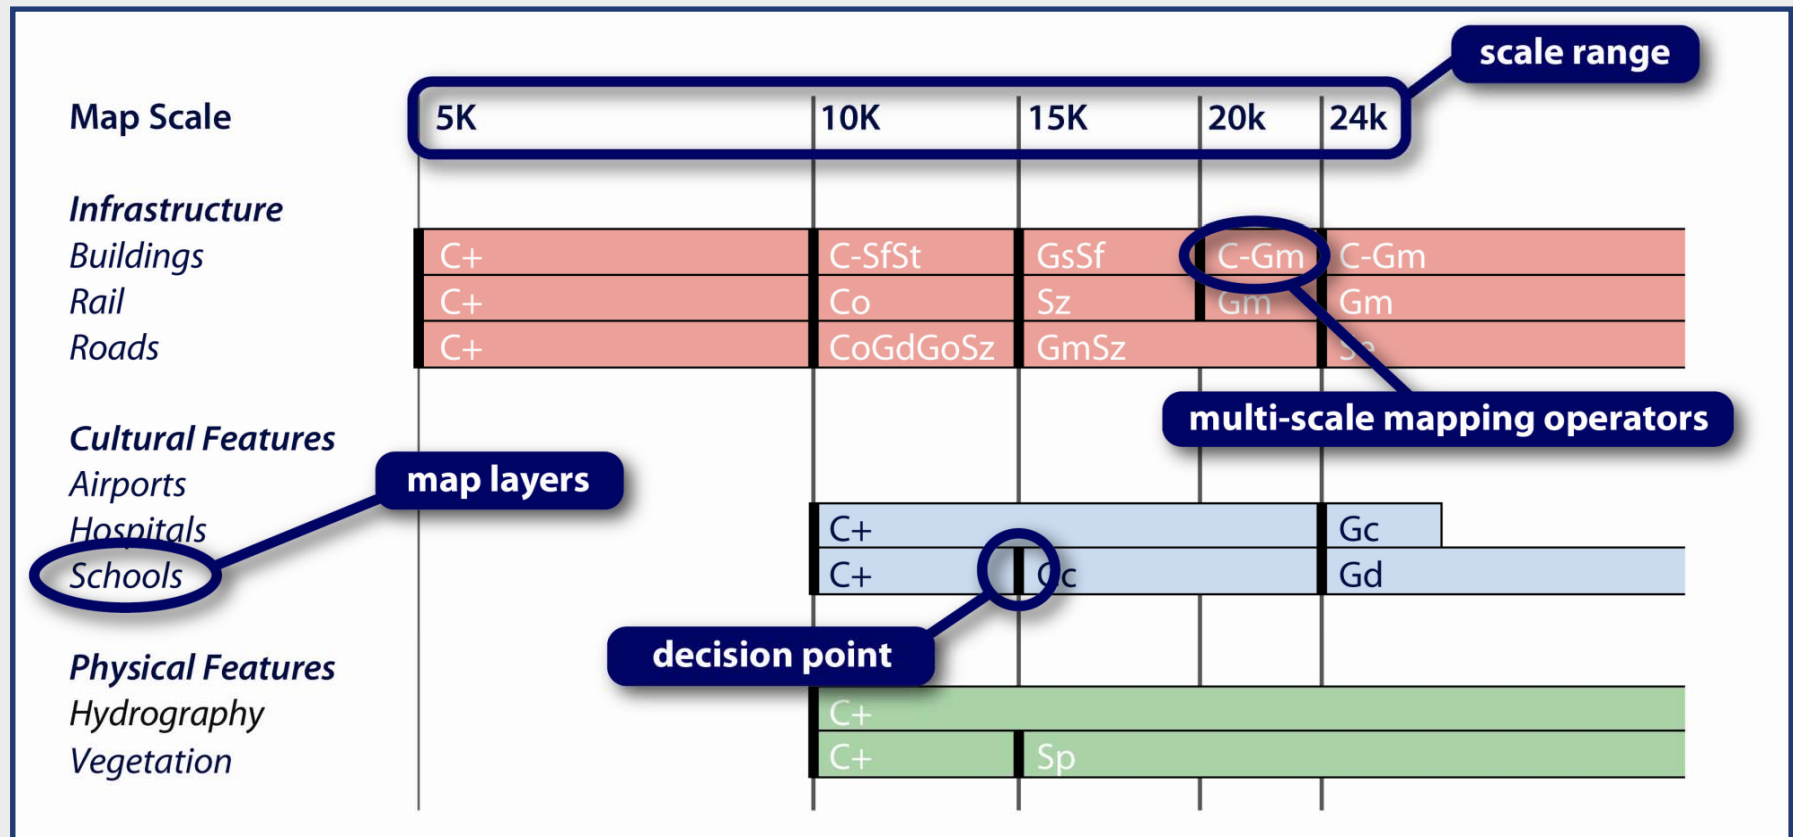 scale range
Map Scale 5K 10K 15K 20k 24k
Infrastructure
Buildings C+ C-SfSt GsSf C-Gm C-Gm
Rail C+ Co Sz Gm Gm
Roads C+ CoGdGoSz GmSz Se
multi-scale mapping operators
Cultural Features
map layers
Airports
Hospitals C+ Gc
Schools C+ Gc Gd
decision point
Physical Features
Hydrography C+
Vegetation C+ Sp